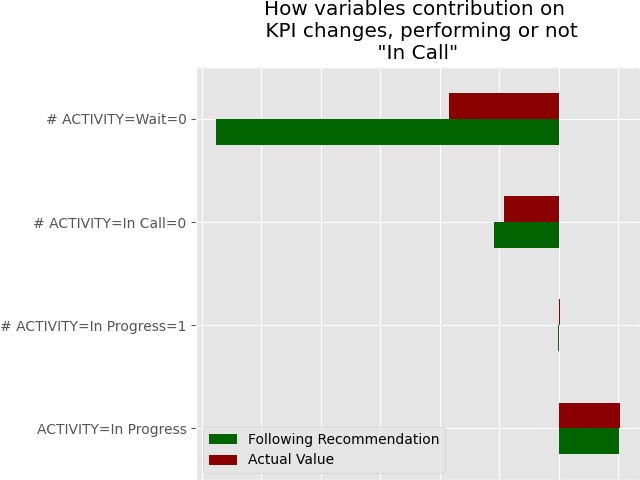 How variables contribution on
KPI changes, performing or not
"In Call"
# ACTIVITY=Wait=0
# ACTIVITY=In Call=0
# ACTIVITY=In Progress=1
ACTIVITY=In Progress
Following Recommendation
Actual Value